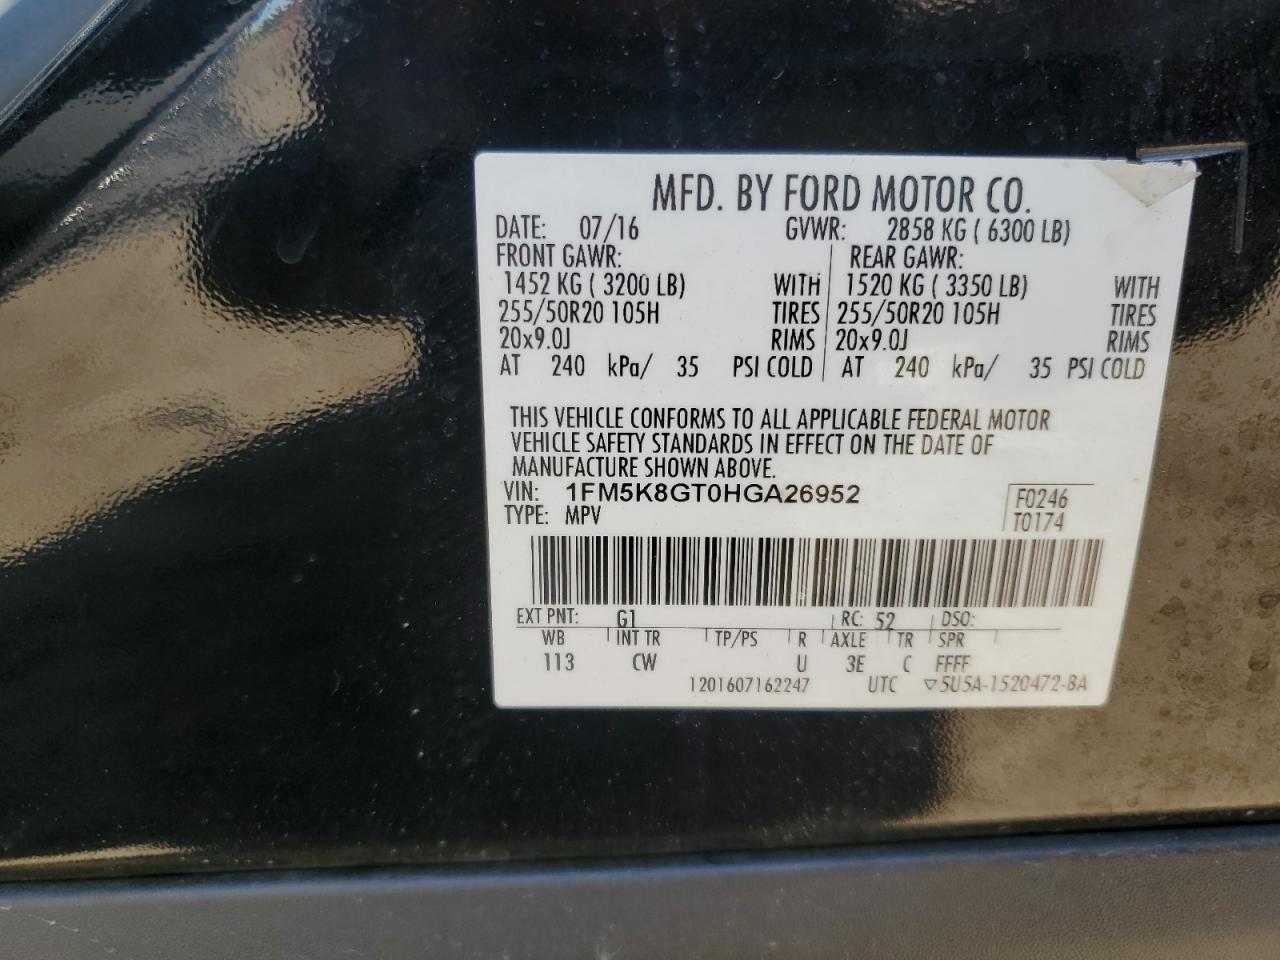 MFD. BY FORD MOTOR CO.
DATE: 07/16 GVWR: 2858 KG ( 6300 LB)
FRONT GAWR: REAR GAWR:
1452 KG ( 3200 LB) WITH 1520 KG ( 3350 LB) WITH
255/50R20 105H TIRES 255/50R20 105H TIRES
20x9.0J RIMS 20x9.0J RIMS
AT 240 kPa/ 35 PSI COLD AT 240 kPa/ 35 PSI COLD
THIS VEHICLE CONFORMS TO ALL APPLICABLE FEDERAL MOTOR
VEHICLE SAFETY STANDARDS IN EFFECT ON THE DATE OF
MANUFACTURE SHOWN ABOVE.
VIN: 1FM5K8GT0HGA26952 F0246
TYPE: MPV T0174
EXT PNT: G1 RC: 52 DSO:
WB INT TR TP/PS R AXLE TR SPR
113 CW U 3E C FFFF
1201607162247 UTC ▽5U5A-1520472-BA